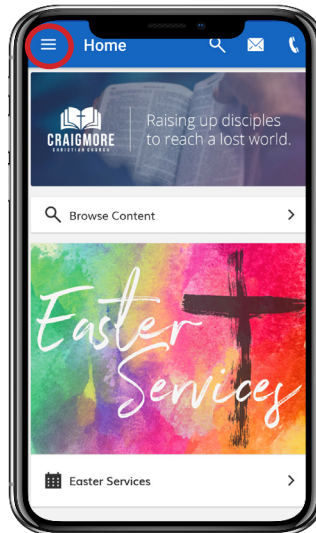 Home
CRAIGMORE
CHRISTIAN CHURCH
Raising up disciples
to reach a lost world.
Browse Content
Easter
Services
Easter Services